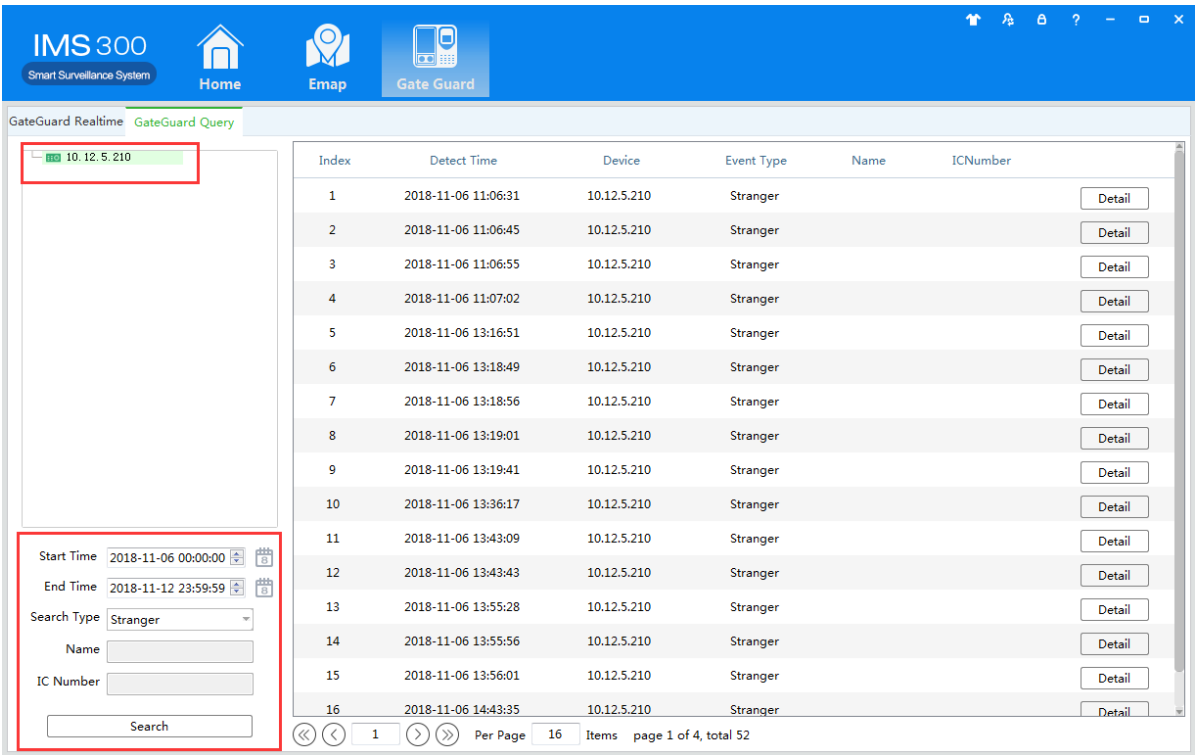 IMS 300
Smart Surveillance System
Home
Emap
Gate Guard
?
GateGuard Realtime GateGuard Query
10.12.5.210
Index Detect Time Device Event Type Name ICNumber
1 2018-11-06 11:06:31 10.12.5.210 Stranger Detail
2 2018-11-06 11:06:45 10.12.5.210 Stranger Detail
3 2018-11-06 11:06:55 10.12.5.210 Stranger Detail
4 2018-11-06 11:07:02 10.12.5.210 Stranger Detail
5 2018-11-06 13:16:51 10.12.5.210 Stranger Detail
6 2018-11-06 13:18:49 10.12.5.210 Stranger Detail
7 2018-11-06 13:18:56 10.12.5.210 Stranger Detail
8 2018-11-06 13:19:01 10.12.5.210 Stranger Detail
9 2018-11-06 13:19:41 10.12.5.210 Stranger Detail
10 2018-11-06 13:36:17 10.12.5.210 Stranger Detail
11 2018-11-06 13:43:09 10.12.5.210 Stranger Detail
12 2018-11-06 13:43:43 10.12.5.210 Stranger Detail
13 2018-11-06 13:55:28 10.12.5.210 Stranger Detail
14 2018-11-06 13:55:56 10.12.5.210 Stranger Detail
15 2018-11-06 13:56:01 10.12.5.210 Stranger Detail
16 2018-11-06 14:43:35 10.12.5.210 Stranger Detail
Start Time 2018-11-06 00:00:00 8
End Time 2018-11-12 23:59:59 8
Search Type Stranger
Name
IC Number
Search
1 Per Page 16 Items page 1 of 4, total 52